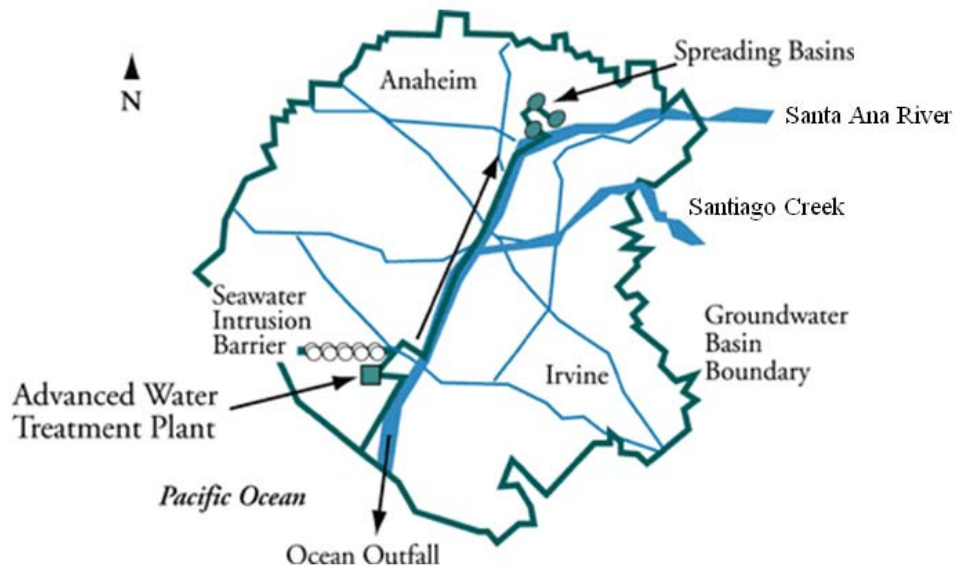 Spreading Basins
Anaheim
N
Santa Ana River
Santiago Creek
Seawater
Intrusion
Barrier
Groundwater
Basin
Boundary
Irvine
Advanced Water
Treatment Plant
Pacific Ocean
Ocean Outfall